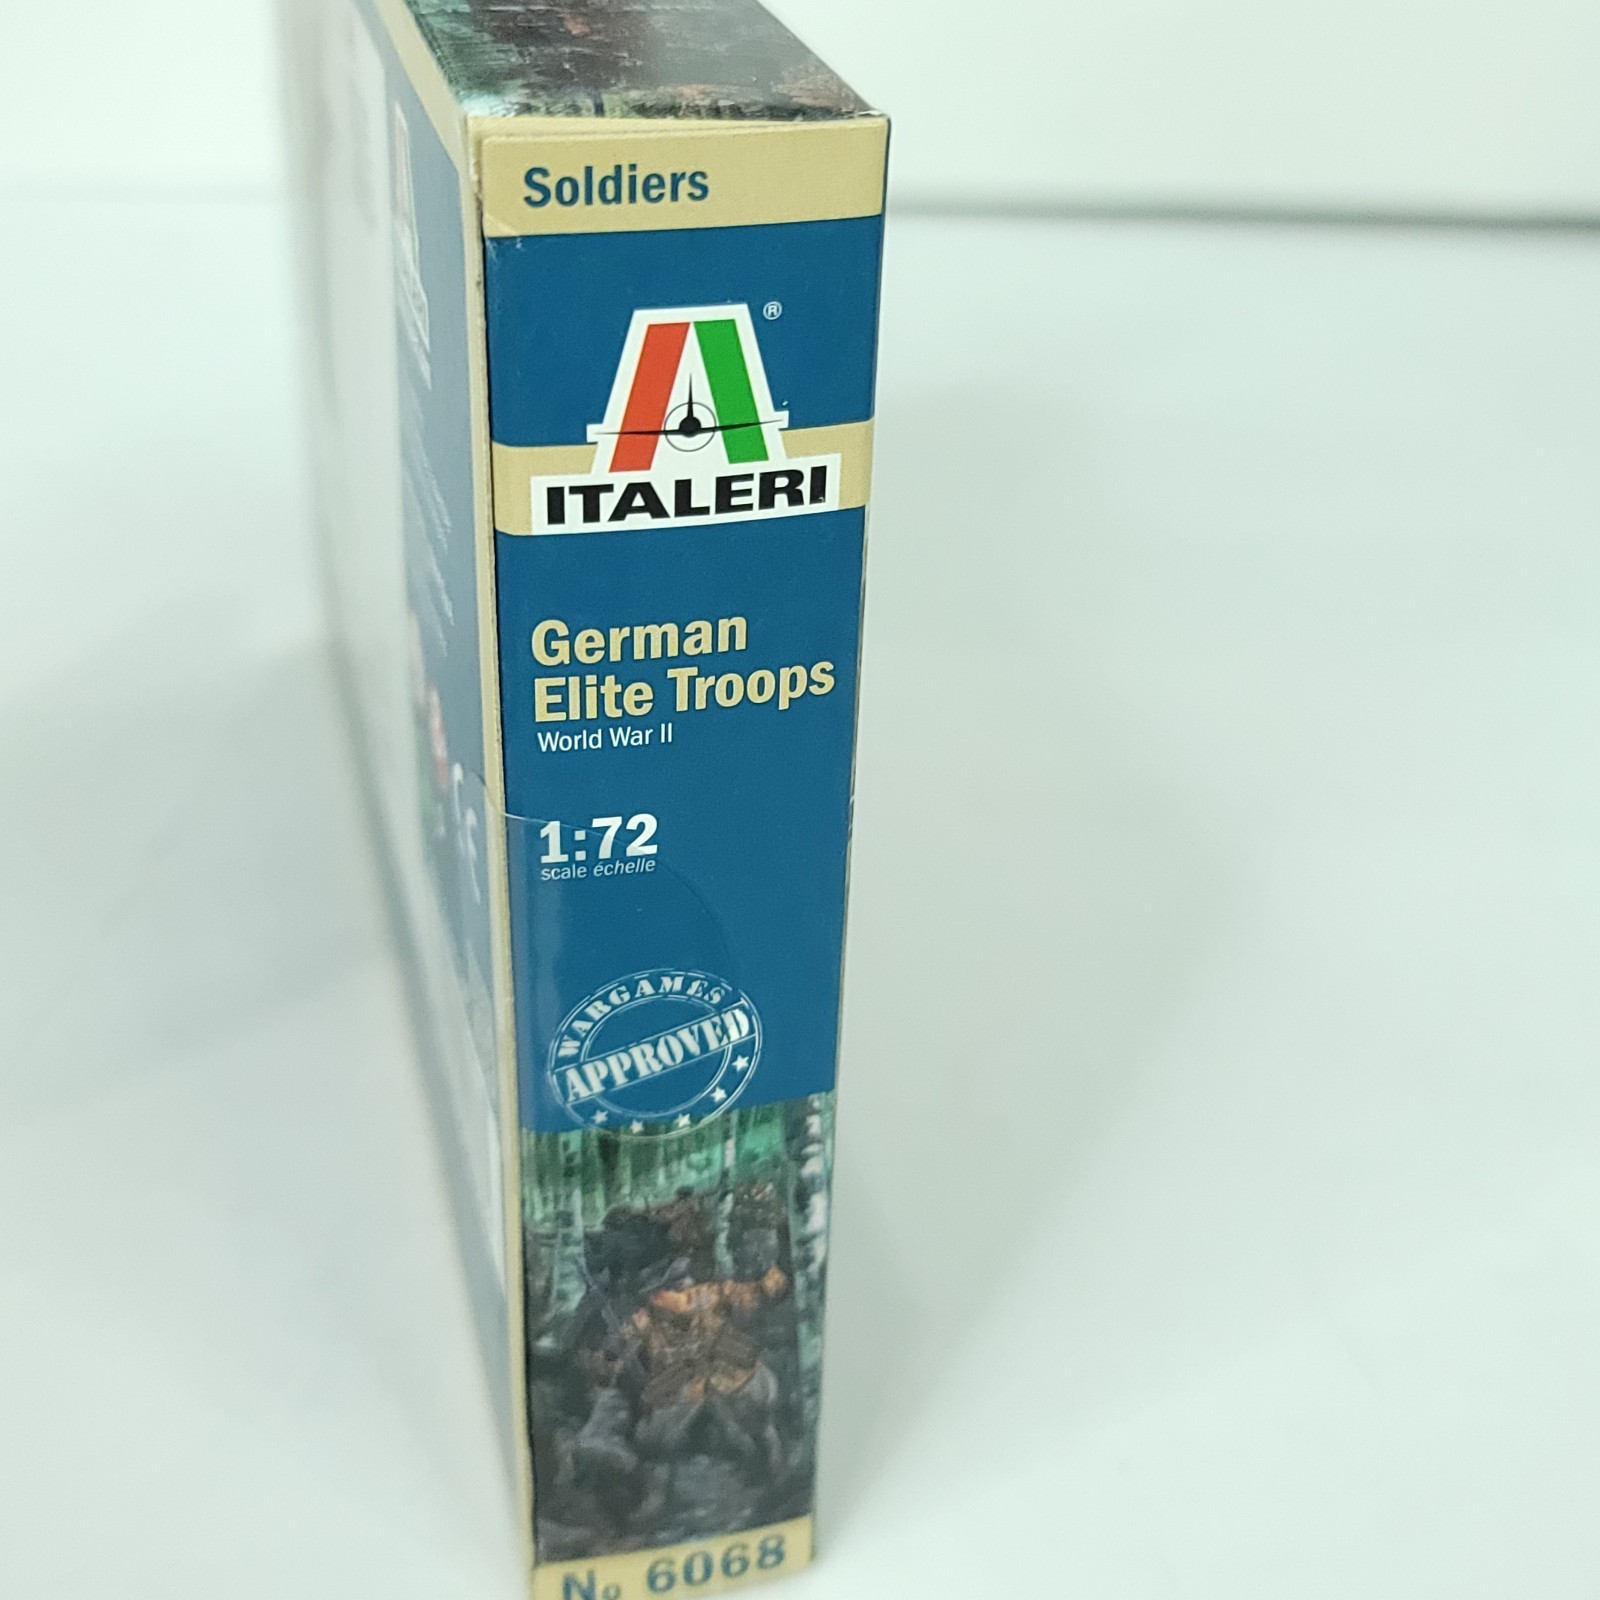 Soldiers
®
ITALERI
German
Elite Troops
World War II
1:72
scale échelle
WARGAMES
APPROVED
No 6068